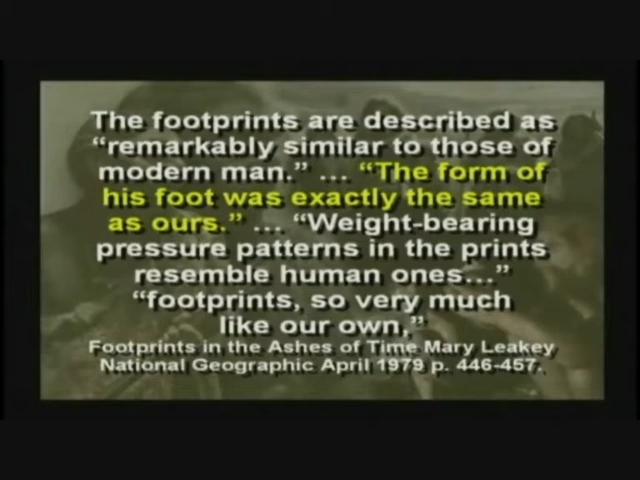 The footprints are described as
“remarkably similar to those of
modern man.” ... “The form of
his foot was exactly the same
as ours.” ... “Weight-bearing
pressure patterns in the prints
resemble human ones...”
“footprints, so very much
like our own,”
Footprints in the Ashes of Time Mary Leakey
National Geographic April 1979 p. 446-457.